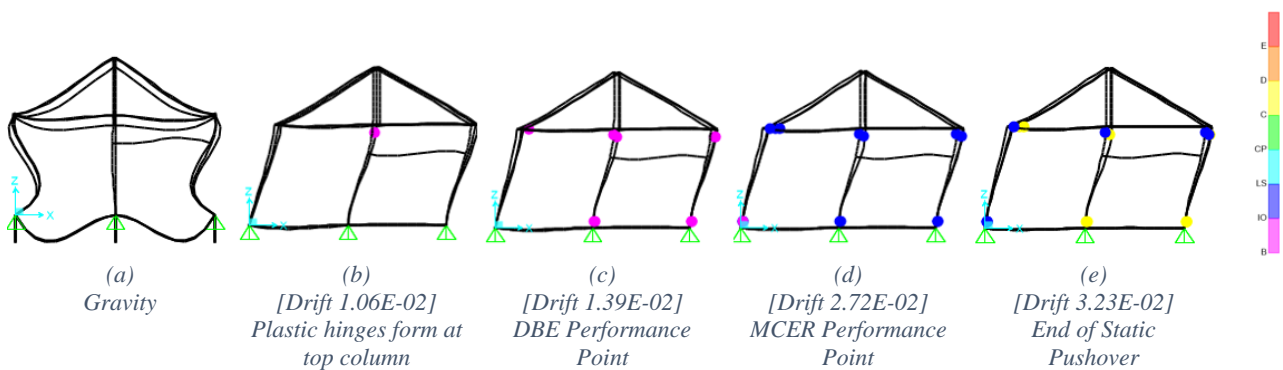 E
D
C
CP
LS
IO
B
Z
X
Z
X
Z
X
Z
X
Z
X
(a)
Gravity
(b)
[Drift 1.06E-02]
Plastic hinges form at
top column
(c)
[Drift 1.39E-02]
DBE Performance
Point
(d)
[Drift 2.72E-02]
MCER Performance
Point
(e)
[Drift 3.23E-02]
End of Static
Pushover